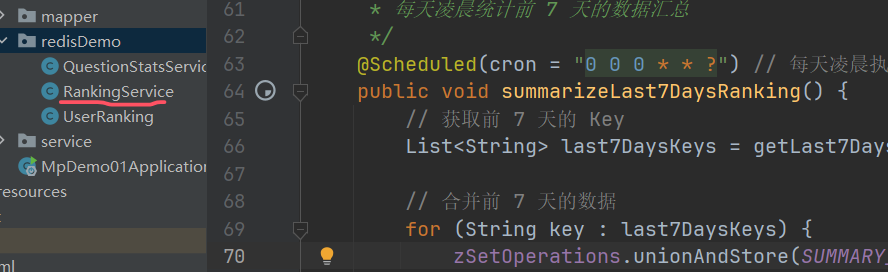 mapper
redisDemo
QuestionStatsServic
RankingService
UserRanking
service
MpDemo01Application
resources
ml
61 * 每天凌晨统计前 7 天的数据汇总
62 */
63 @Scheduled(cron = "0 0 0 * * ?") // 每天凌晨执
64 public void summarizeLast7DaysRanking() {
65 // 获取前 7 天的 Key
66 List<String> last7DaysKeys = getLast7Days
67
68 // 合并前 7 天的数据
69 for (String key : last7DaysKeys) {
70 zSetOperations.unionAndStore(SUMMARY_